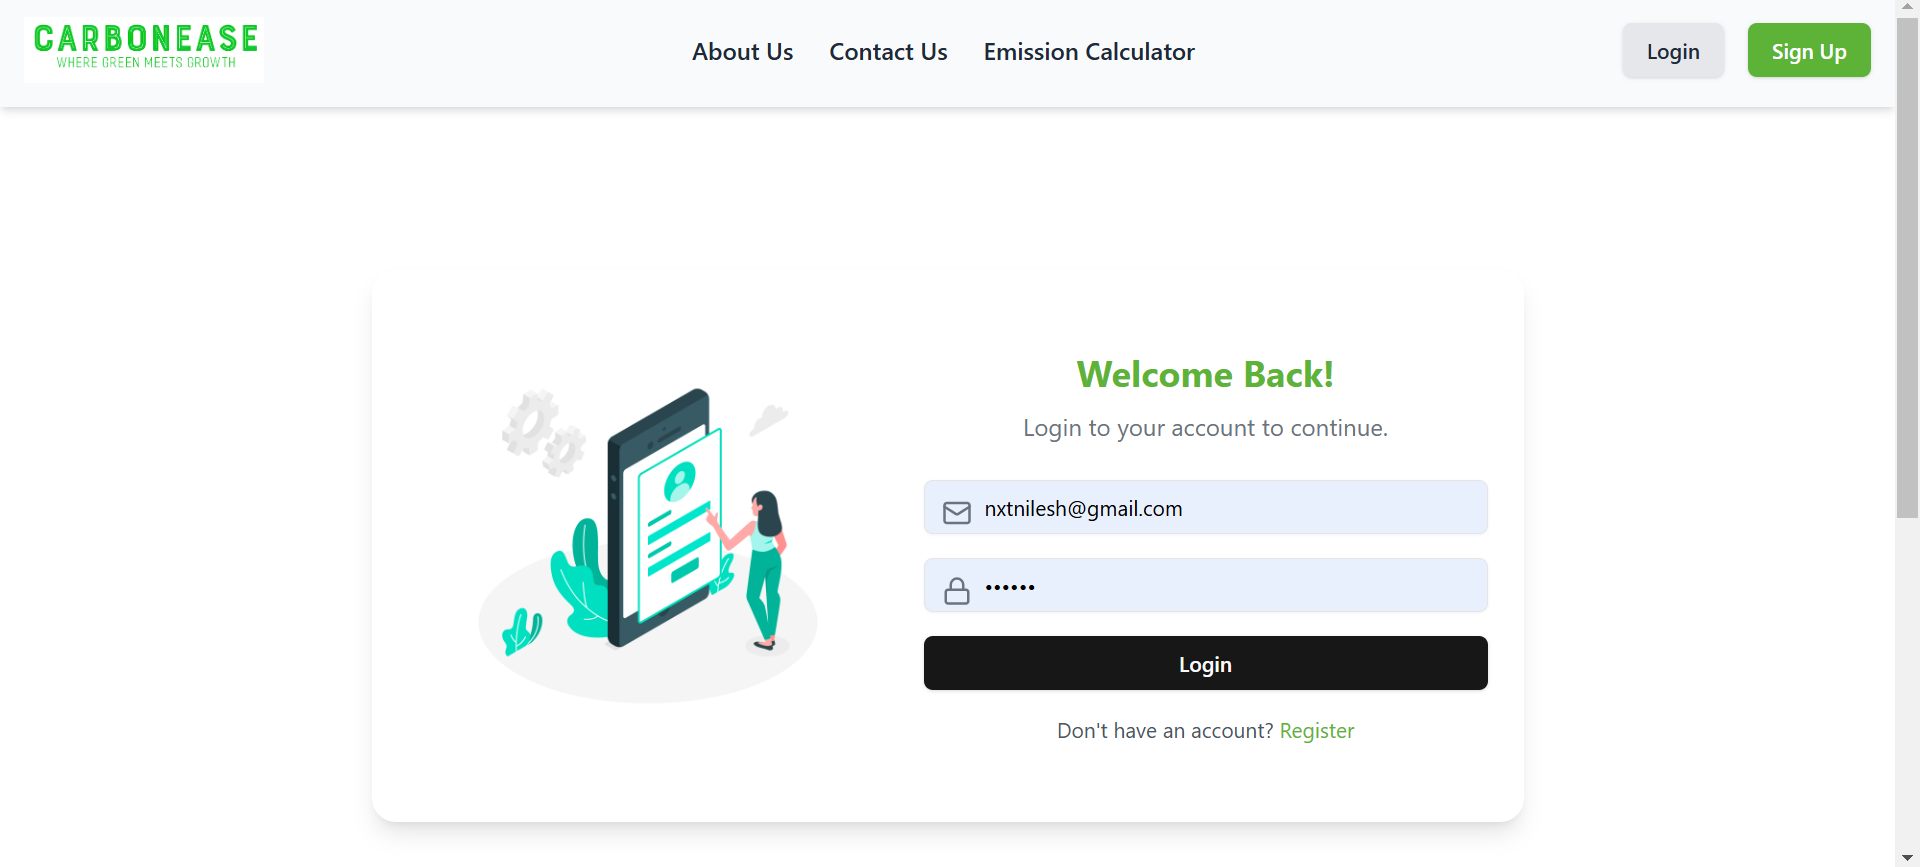 CARBONEASE
WHERE GREEN MEETS GROWTH
About Us
Contact Us
Emission Calculator
Login
Sign Up
Welcome Back!
Login to your account to continue.
nxtnilesh@gmail.com
••••••
Login
Don't have an account? Register